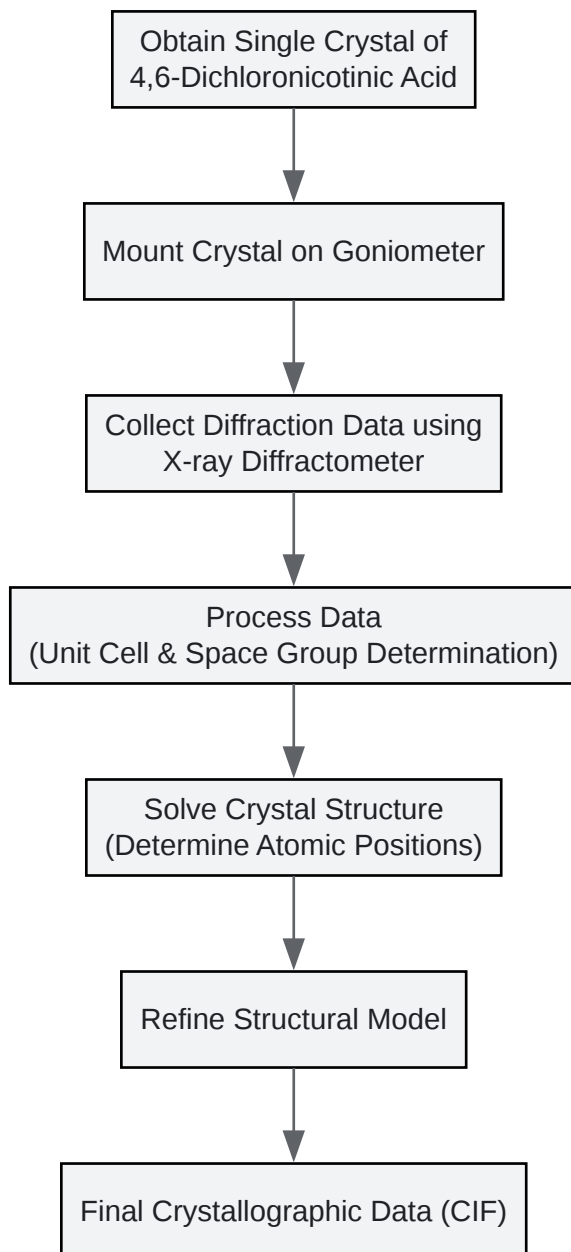 Obtain Single Crystal of
4,6-Dichloronicotinic Acid
Mount Crystal on Goniometer
Collect Diffraction Data using
X-ray Diffractometer
Process Data
(Unit Cell & Space Group Determination)
Solve Crystal Structure
(Determine Atomic Positions)
Refine Structural Model
Final Crystallographic Data (CIF)